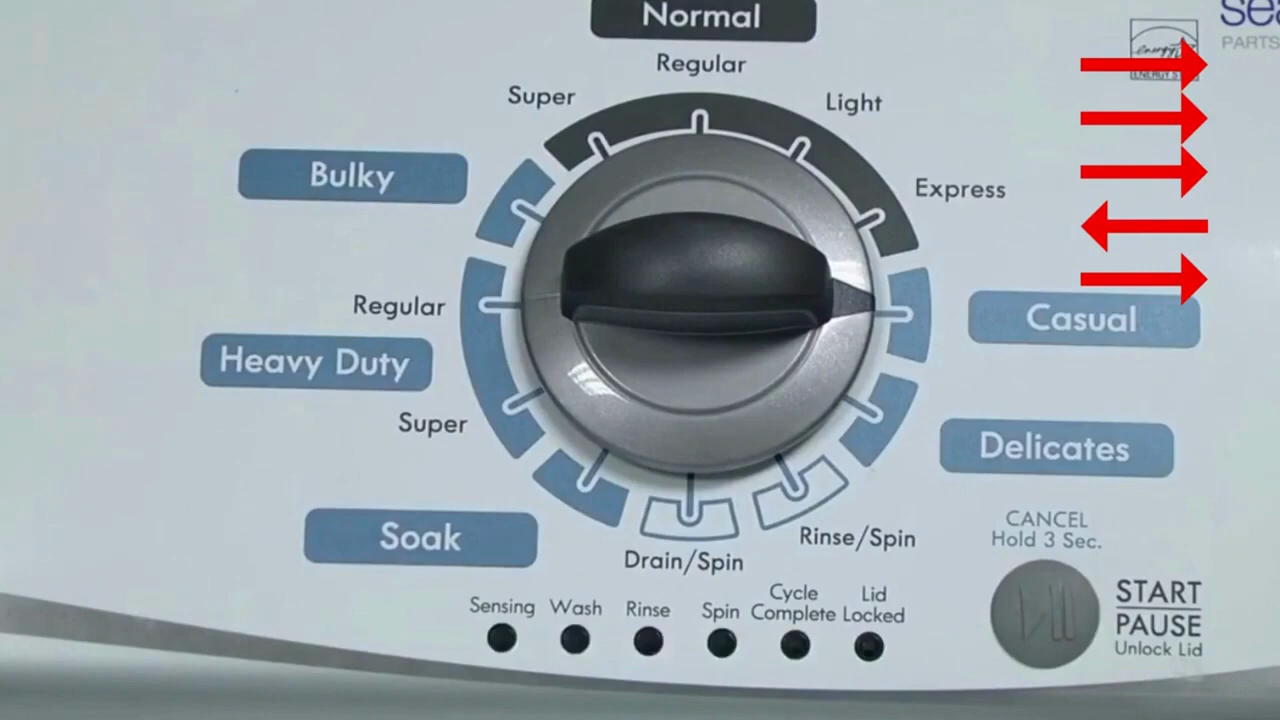 Normal
Regular
PARTS
Super
Light
Bulky
Express
Regular
Casual
Heavy Duty
Super
Delicates
Soak
CANCEL
Hold 3 Sec.
Rinse/Spin
Drain/Spin
Sensing
Wash
Rinse
Spin
Cycle
Complete
Lid
Locked
START
PAUSE
Unlock Lid